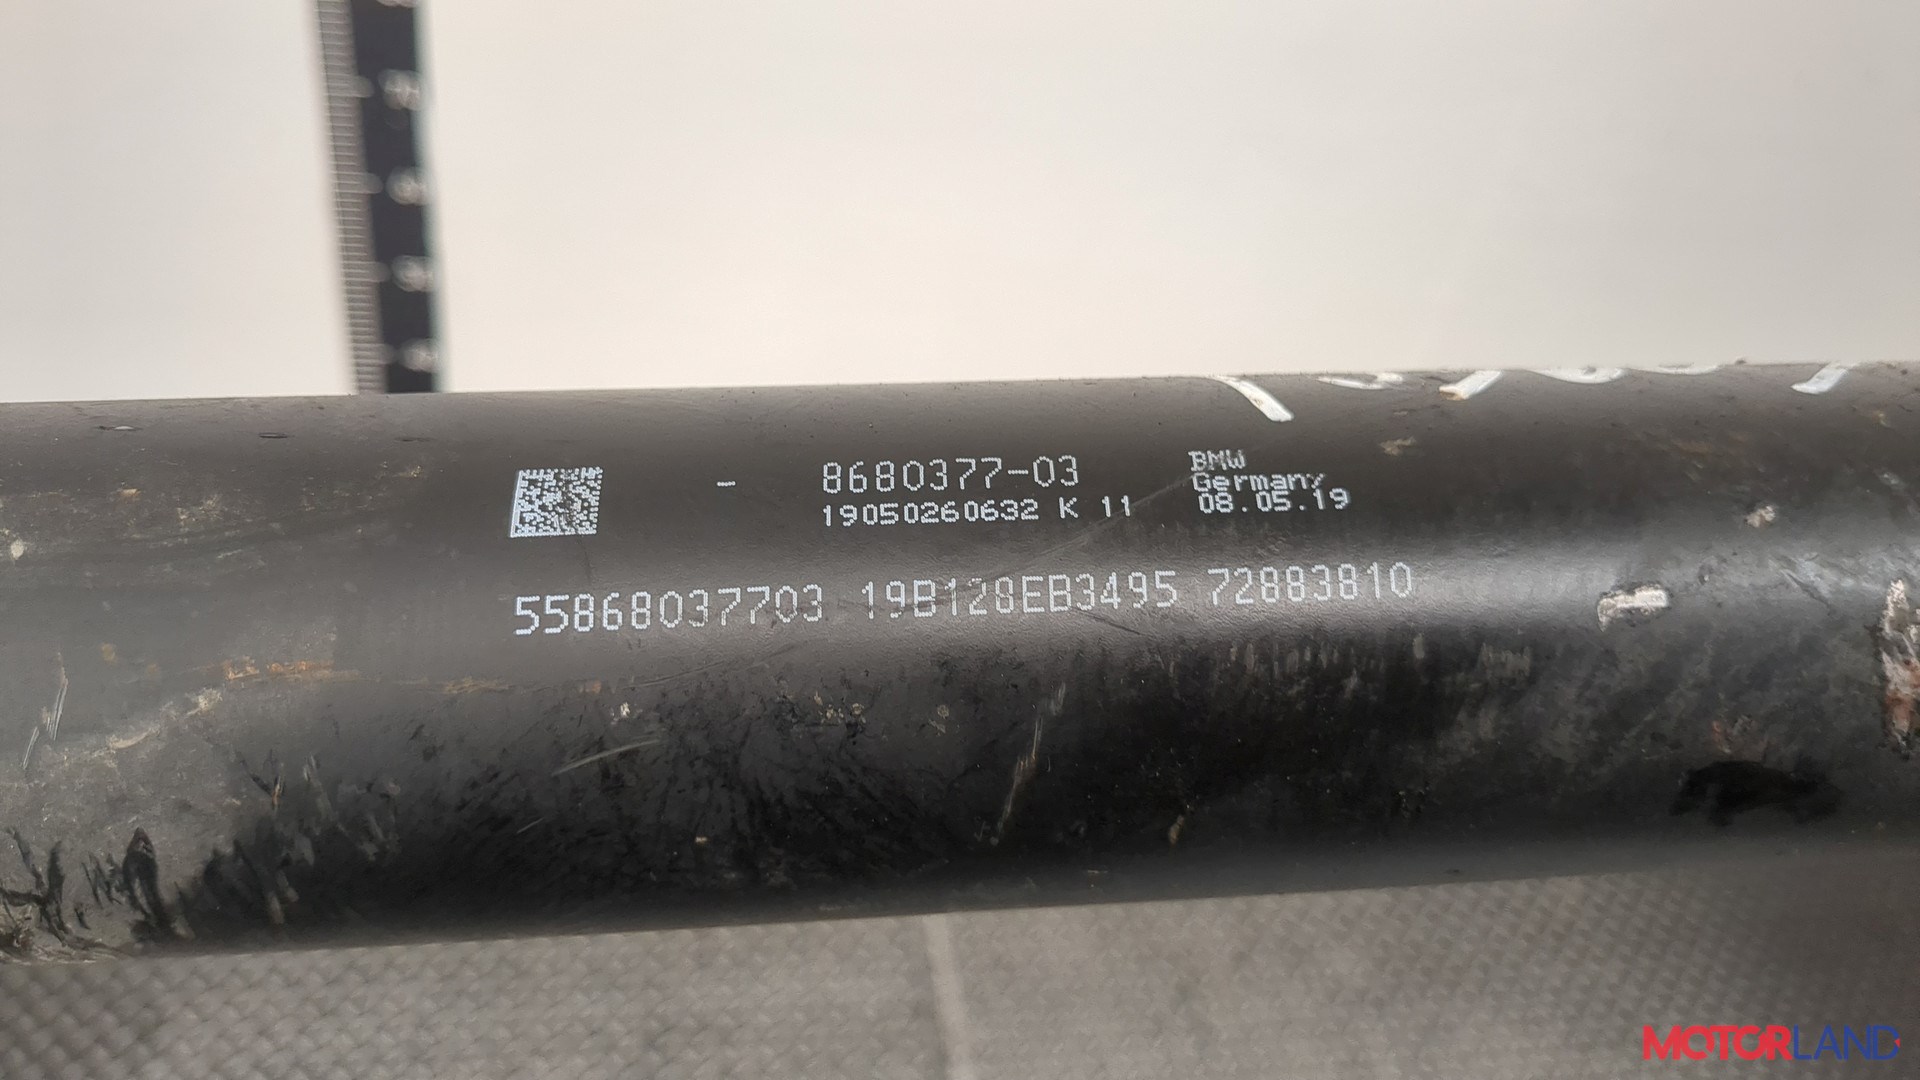 - 8680377-03
19050260632 K 11
BMW
Germany
08.05.19
55868037703 19B128EB3495 72883810
MOTORLAND